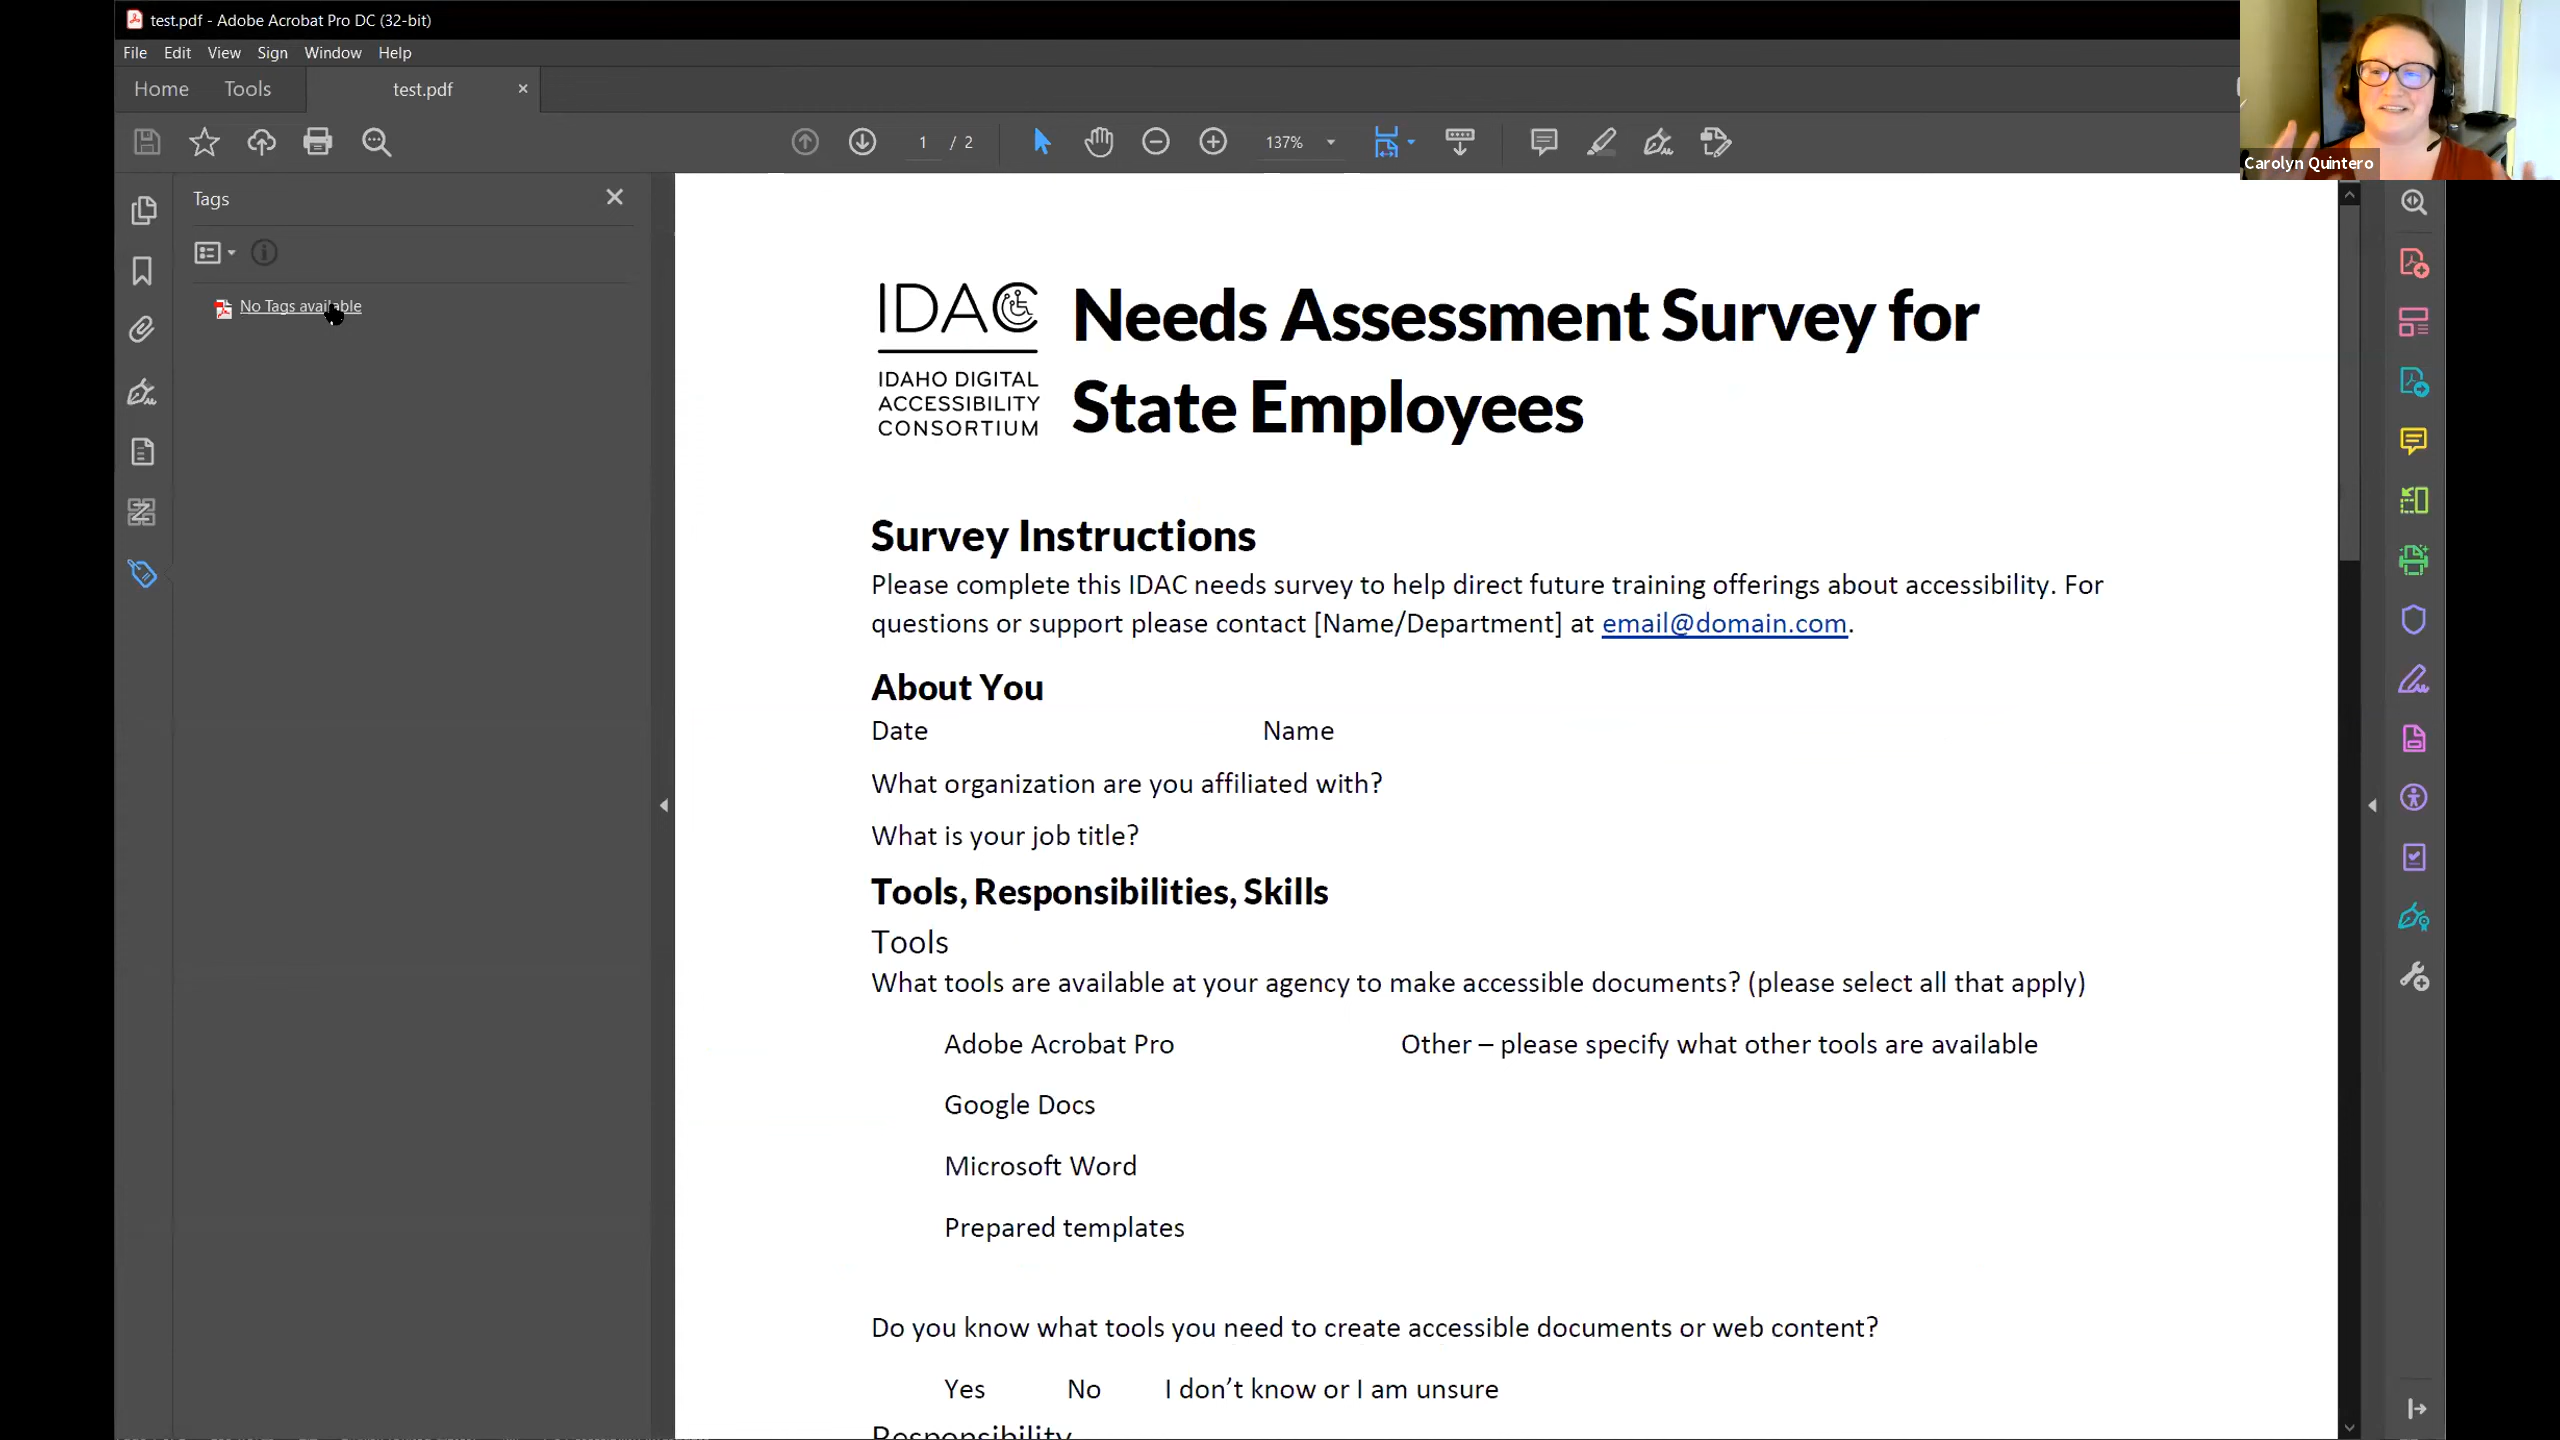 test.pdf - Adobe Acrobat Pro DC (32-bit)
File Edit View Sign Window Help
Home Tools test.pdf
1 / 2 137%
Carolyn Quintero
Tags
No Tags available
IDAC
IDAHO DIGITAL
ACCESSIBILITY
CONSORTIUM
Needs Assessment Survey for
State Employees
Survey Instructions
Please complete this IDAC needs survey to help direct future training offerings about accessibility. For
questions or support please contact [Name/Department] at email@domain.com.
About You
Date Name
What organization are you affiliated with?
What is your job title?
Tools, Responsibilities, Skills
Tools
What tools are available at your agency to make accessible documents? (please select all that apply)
Adobe Acrobat Pro Other – please specify what other tools are available
Google Docs
Microsoft Word
Prepared templates
Do you know what tools you need to create accessible documents or web content?
Yes No I don’t know or I am unsure
Responsibility